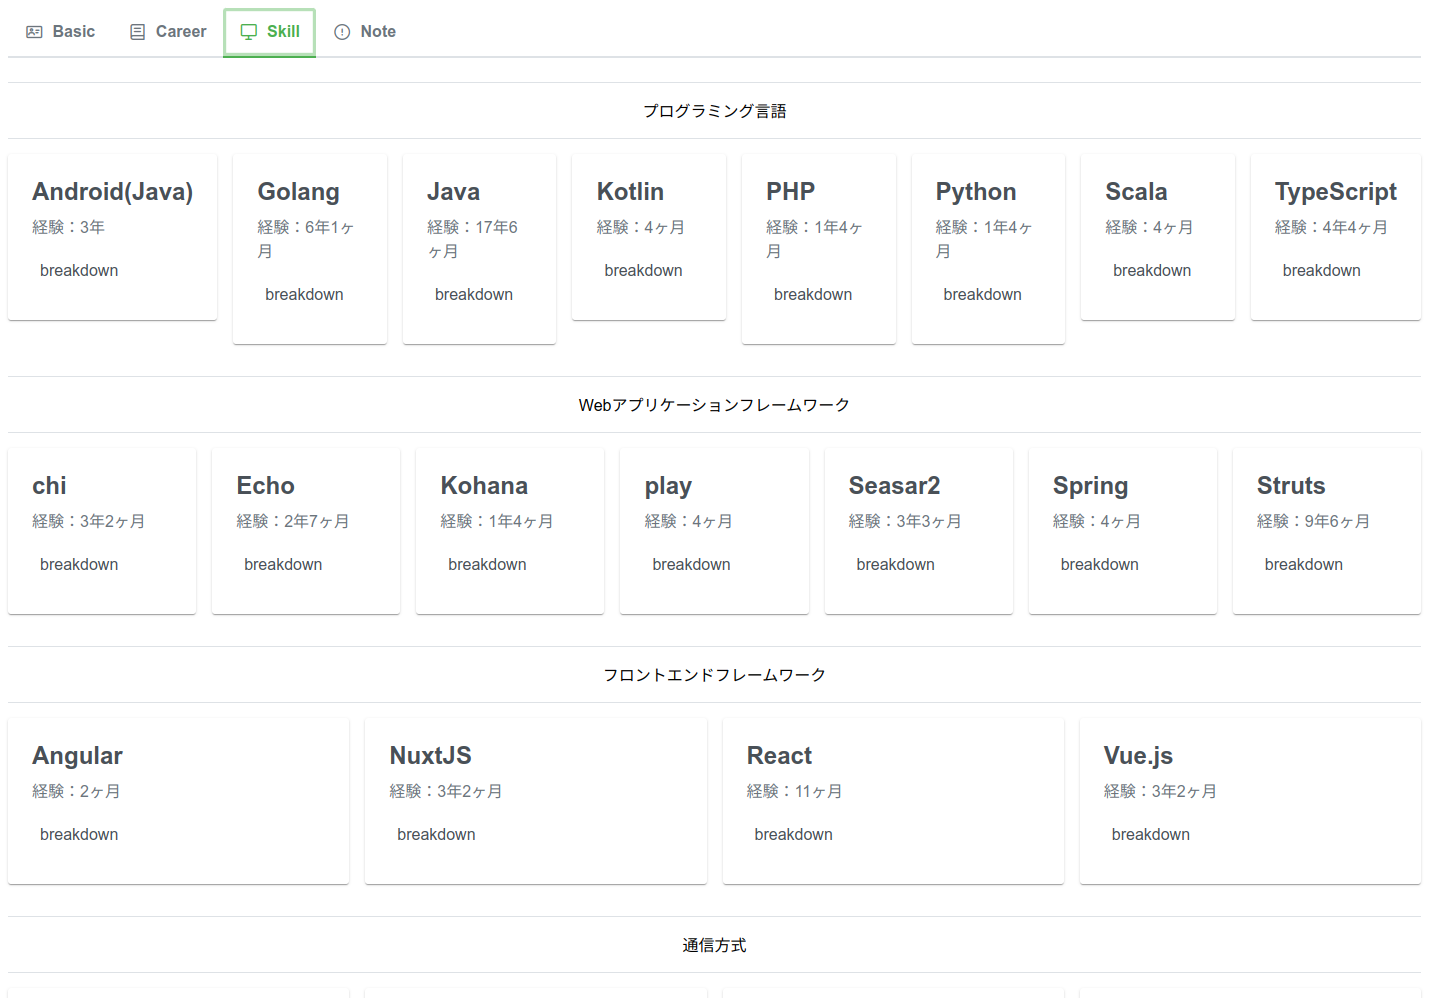 Basic
Career
Skill
Note
プログラミング言語
Android(Java)
経験：3年
breakdown
Golang
経験：6年1ヶ
月
breakdown
Java
経験：17年6
ヶ月
breakdown
Kotlin
経験：4ヶ月
breakdown
PHP
経験：1年4ヶ
月
breakdown
Python
経験：1年4ヶ
月
breakdown
Scala
経験：4ヶ月
breakdown
TypeScript
経験：4年4ヶ月
breakdown
Webアプリケーションフレームワーク
chi
経験：3年2ヶ月
breakdown
Echo
経験：2年7ヶ月
breakdown
Kohana
経験：1年4ヶ月
breakdown
play
経験：4ヶ月
breakdown
Seasar2
経験：3年3ヶ月
breakdown
Spring
経験：4ヶ月
breakdown
Struts
経験：9年6ヶ月
breakdown
フロントエンドフレームワーク
Angular
経験：2ヶ月
breakdown
NuxtJS
経験：3年2ヶ月
breakdown
React
経験：11ヶ月
breakdown
Vue.js
経験：3年2ヶ月
breakdown
通信方式